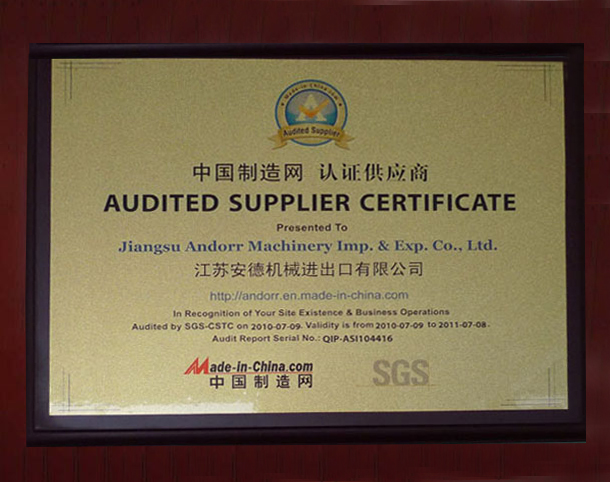 Made-in-China.com
Audited Supplier
中国制造网 认证供应商
AUDITED SUPPLIER CERTIFICATE
Presented To
Jiangsu Andorr Machinery Imp. & Exp. Co., Ltd.
江苏安德机械进出口有限公司
http://andorr.en.made-in-china.com
In Recognition of Your Site Existence & Business Operations
Audited by SGS-CSTC on 2010-07-09. Validity is from 2010-07-09 to 2011-07-08.
Audit Report Serial No.: QIP-ASI104416
Made-in-China.com
中国制造网
SGS